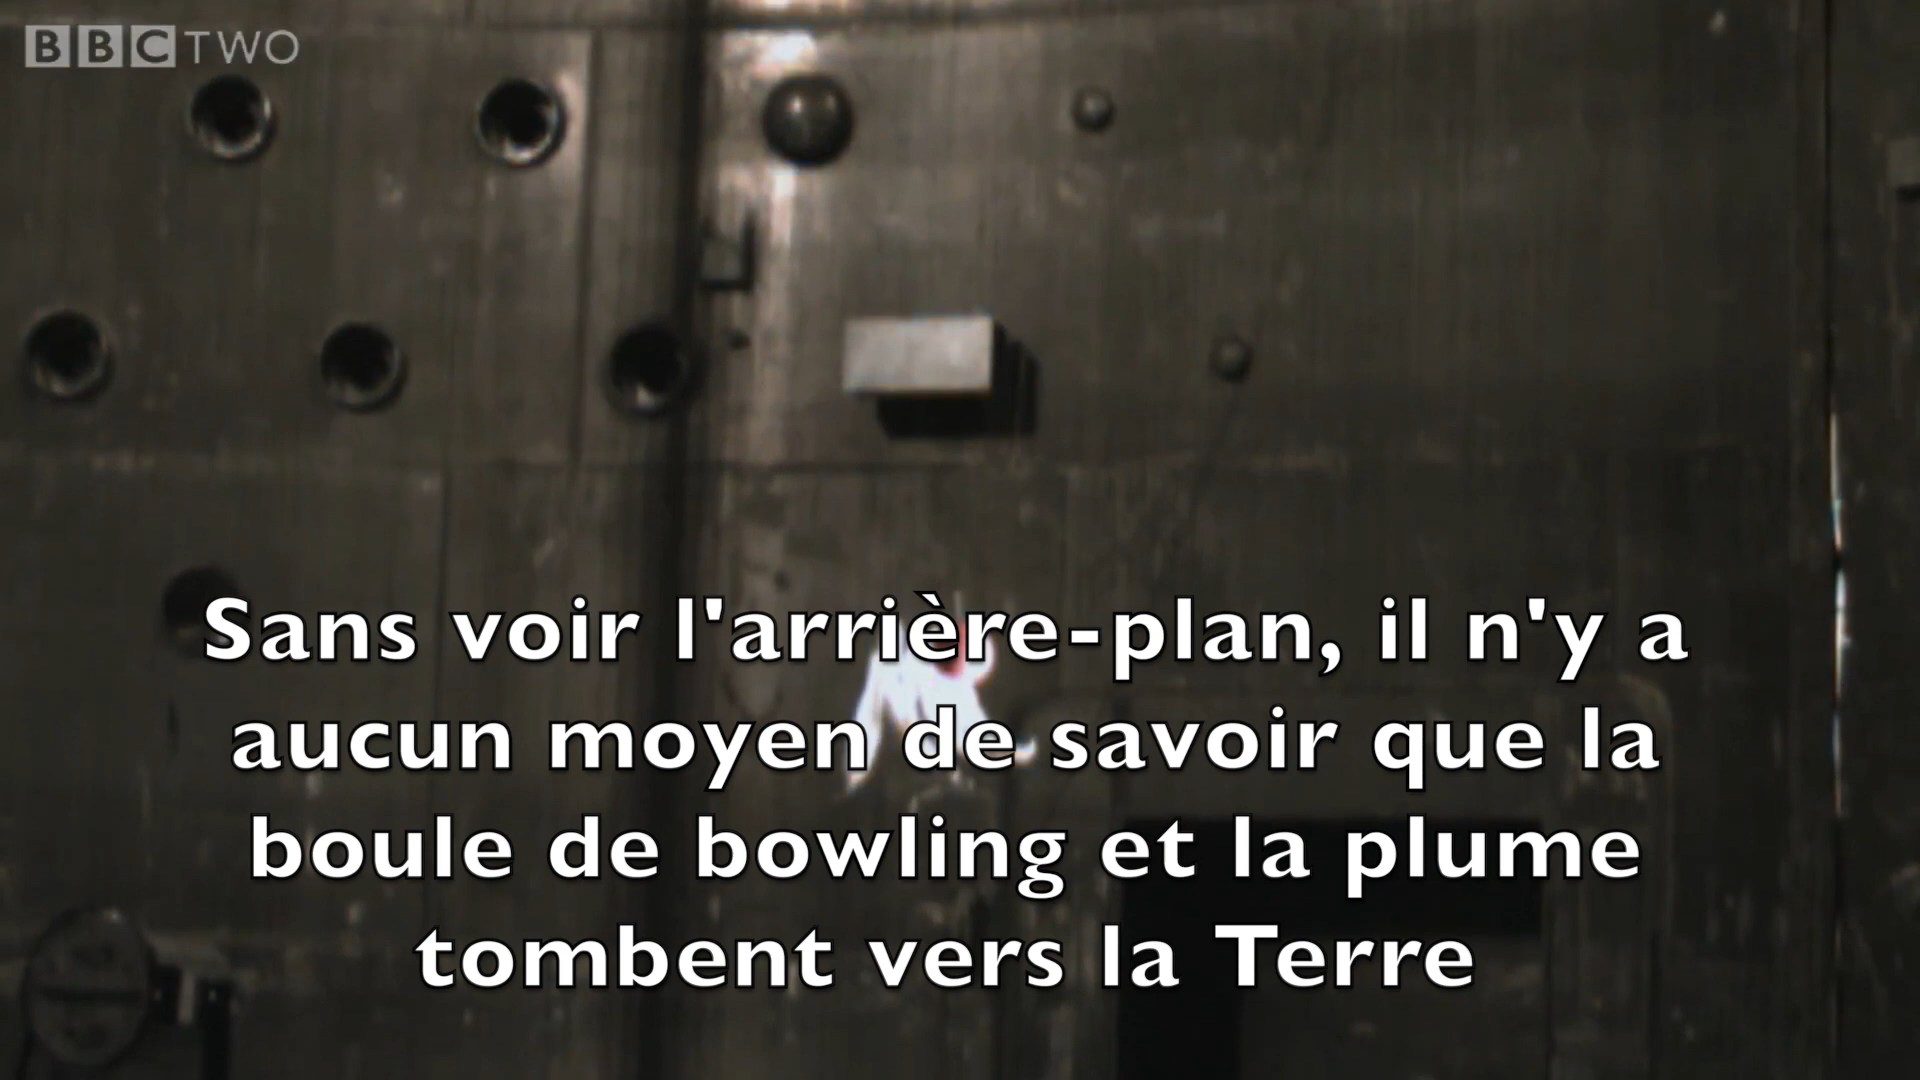 BBC TWO
Sans voir l'arrière-plan, il n'y a
aucun moyen de savoir que la
boule de bowling et la plume
tombent vers la Terre